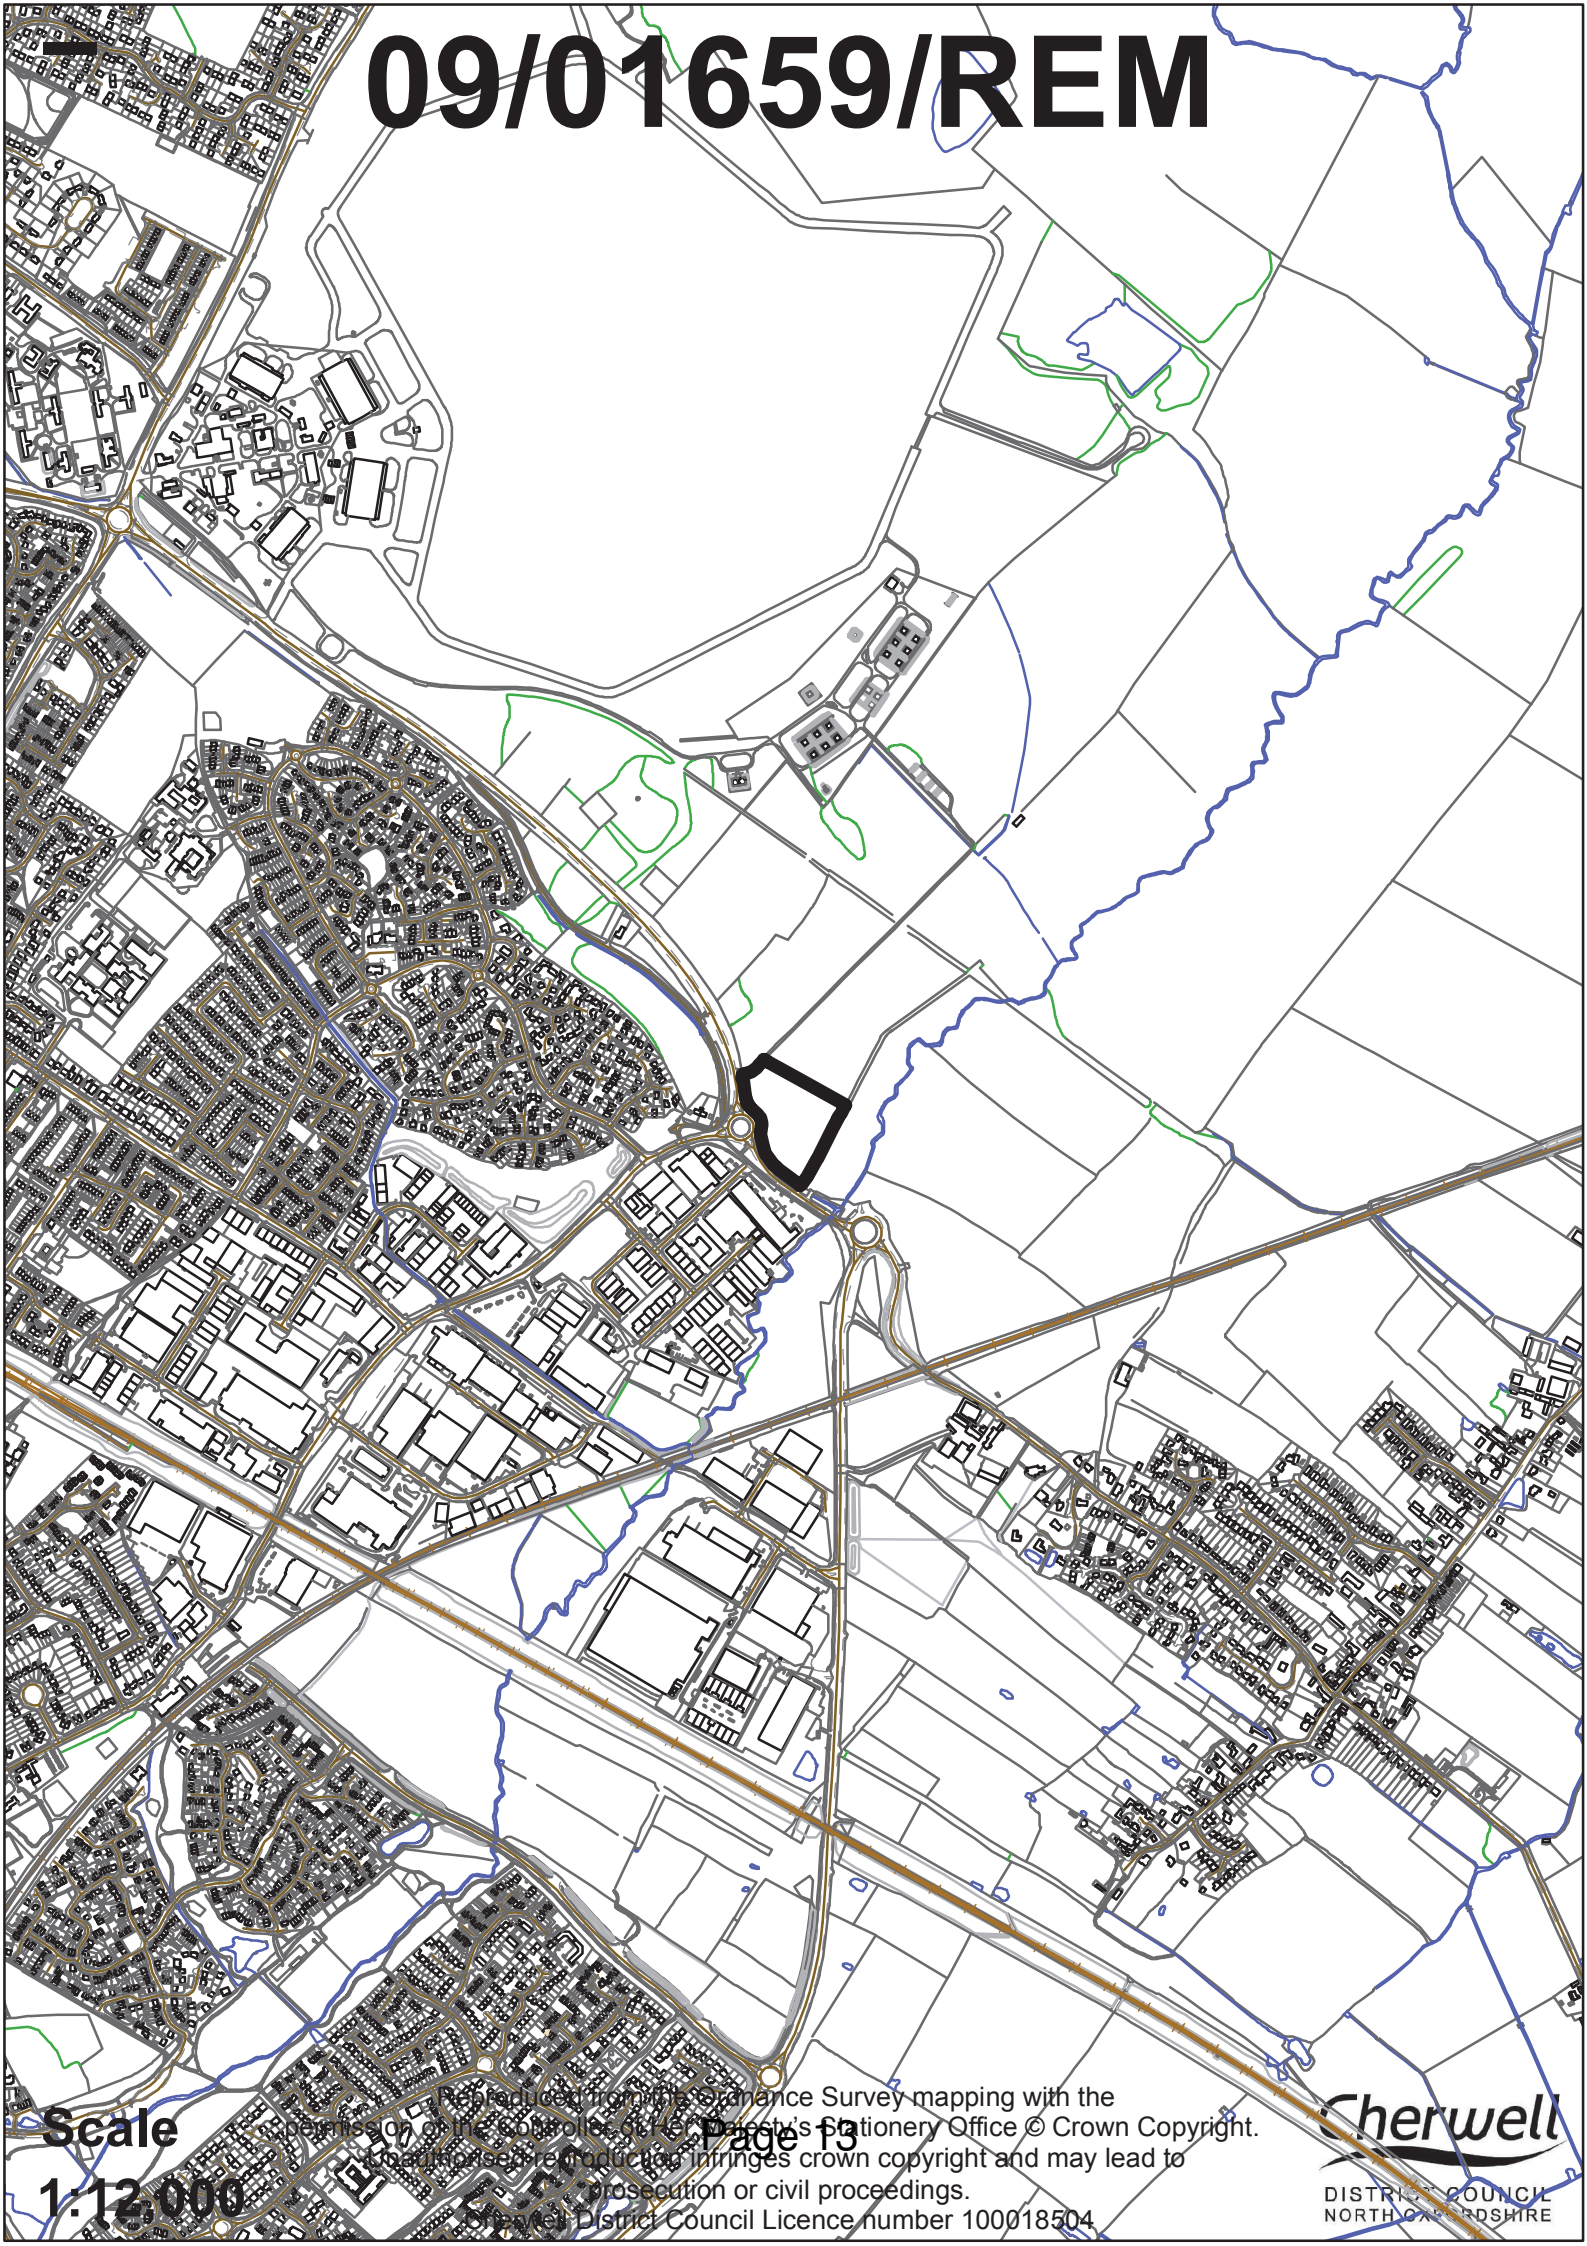 09/01659/REM
Scale
1:12,000
Reproduced from the Ordnance Survey mapping with the
permission of the Controller of Her Majesty's Stationery Office © Crown Copyright.
Unauthorised reproduction infringes crown copyright and may lead to
prosecution or civil proceedings.
Cherwell District Council Licence number 100018504
Page 13
Cherwell
DISTRICT COUNCIL
NORTH OXFORDSHIRE